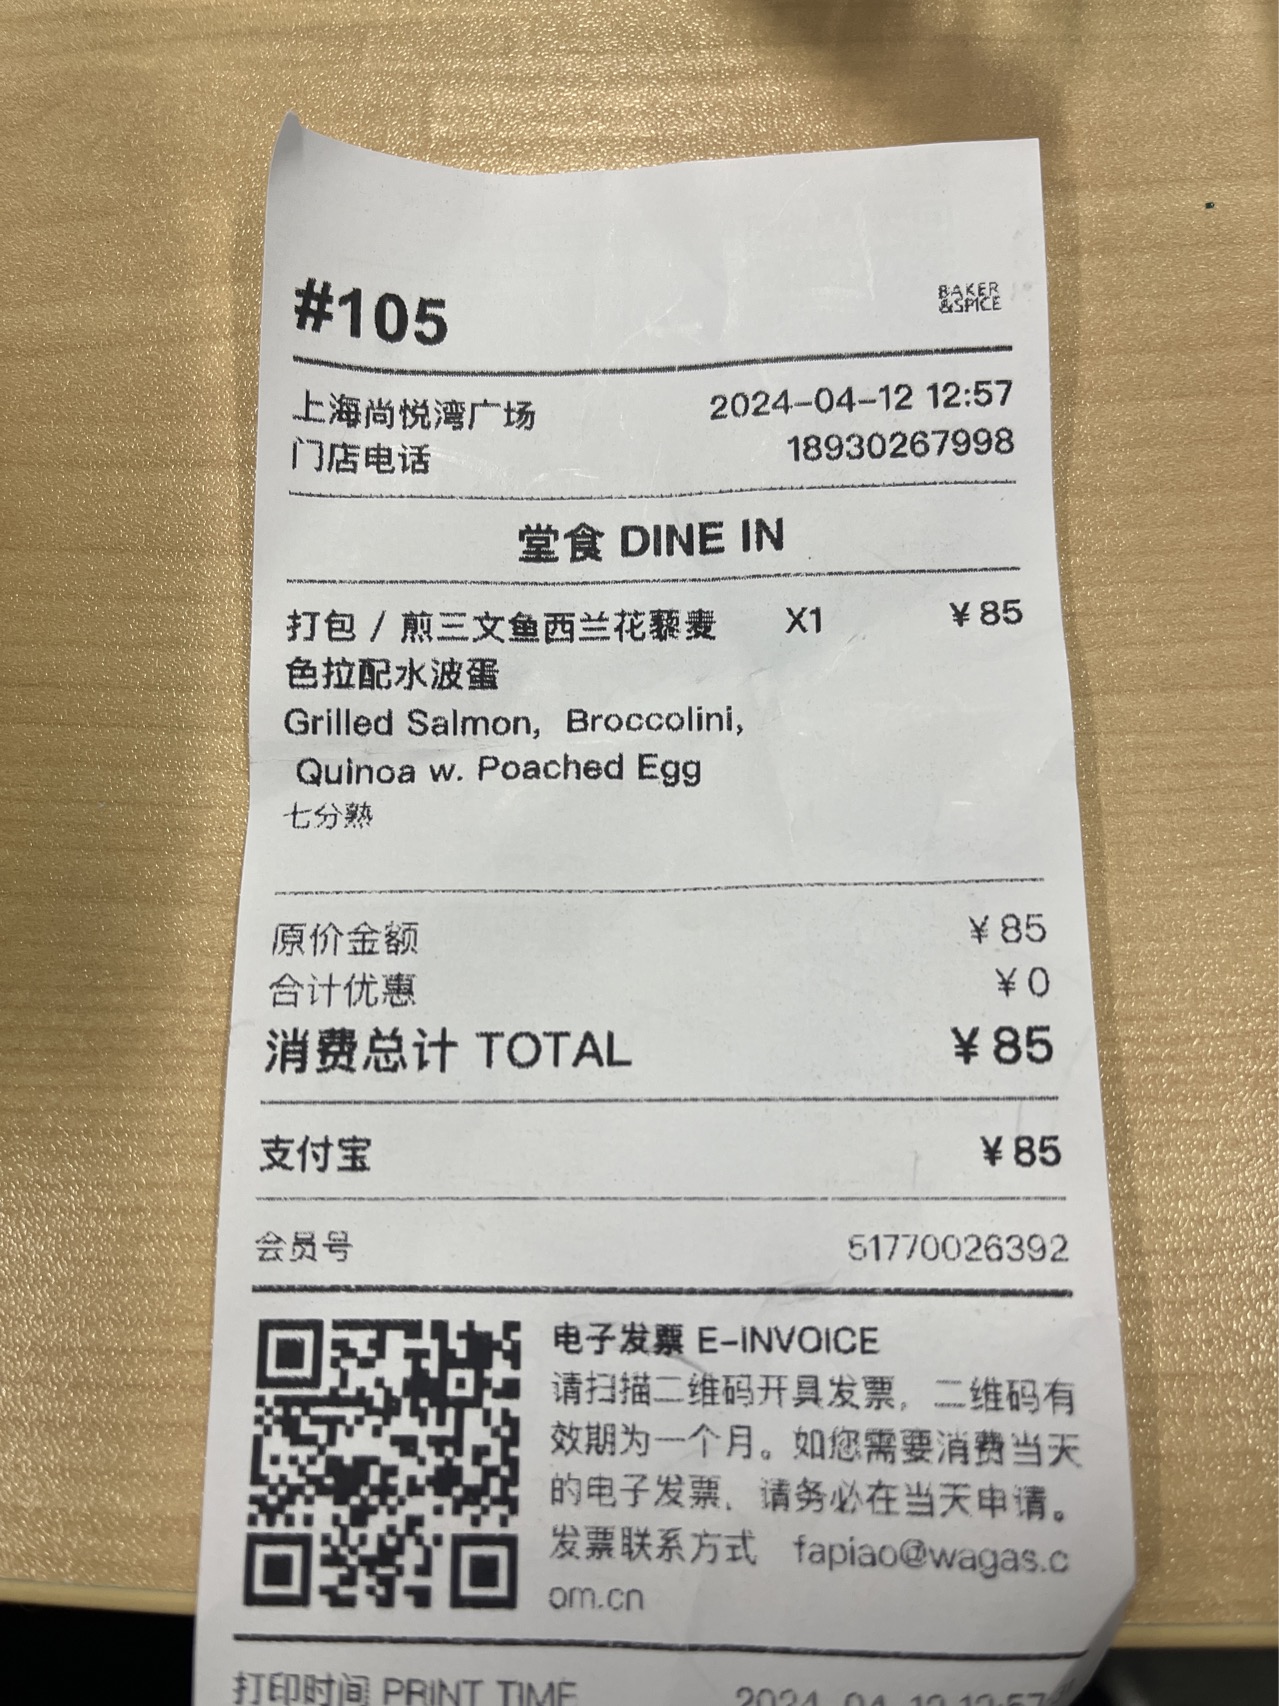 #105
BAKER
&SPICE
上海尚悦湾广场 2024-04-12 12:57
门店电话 18930267998
堂食 DINE IN
打包 / 煎三文鱼西兰花藜麦 X1 ¥85
色拉配水波蛋
Grilled Salmon, Broccolini,
Quinoa w. Poached Egg
七分熟
原价金额 ¥85
合计优惠 ¥0
消费总计 TOTAL ¥85
支付宝 ¥85
会员号 51770026392
电子发票 E-INVOICE
请扫描二维码开具发票，二维码有
效期为一个月。如您需要消费当天
的电子发票，请务必在当天申请。
发票联系方式 fapiao@wagas.c
om.cn
打印时间 PRINT TIME 2024-04-12 12:57